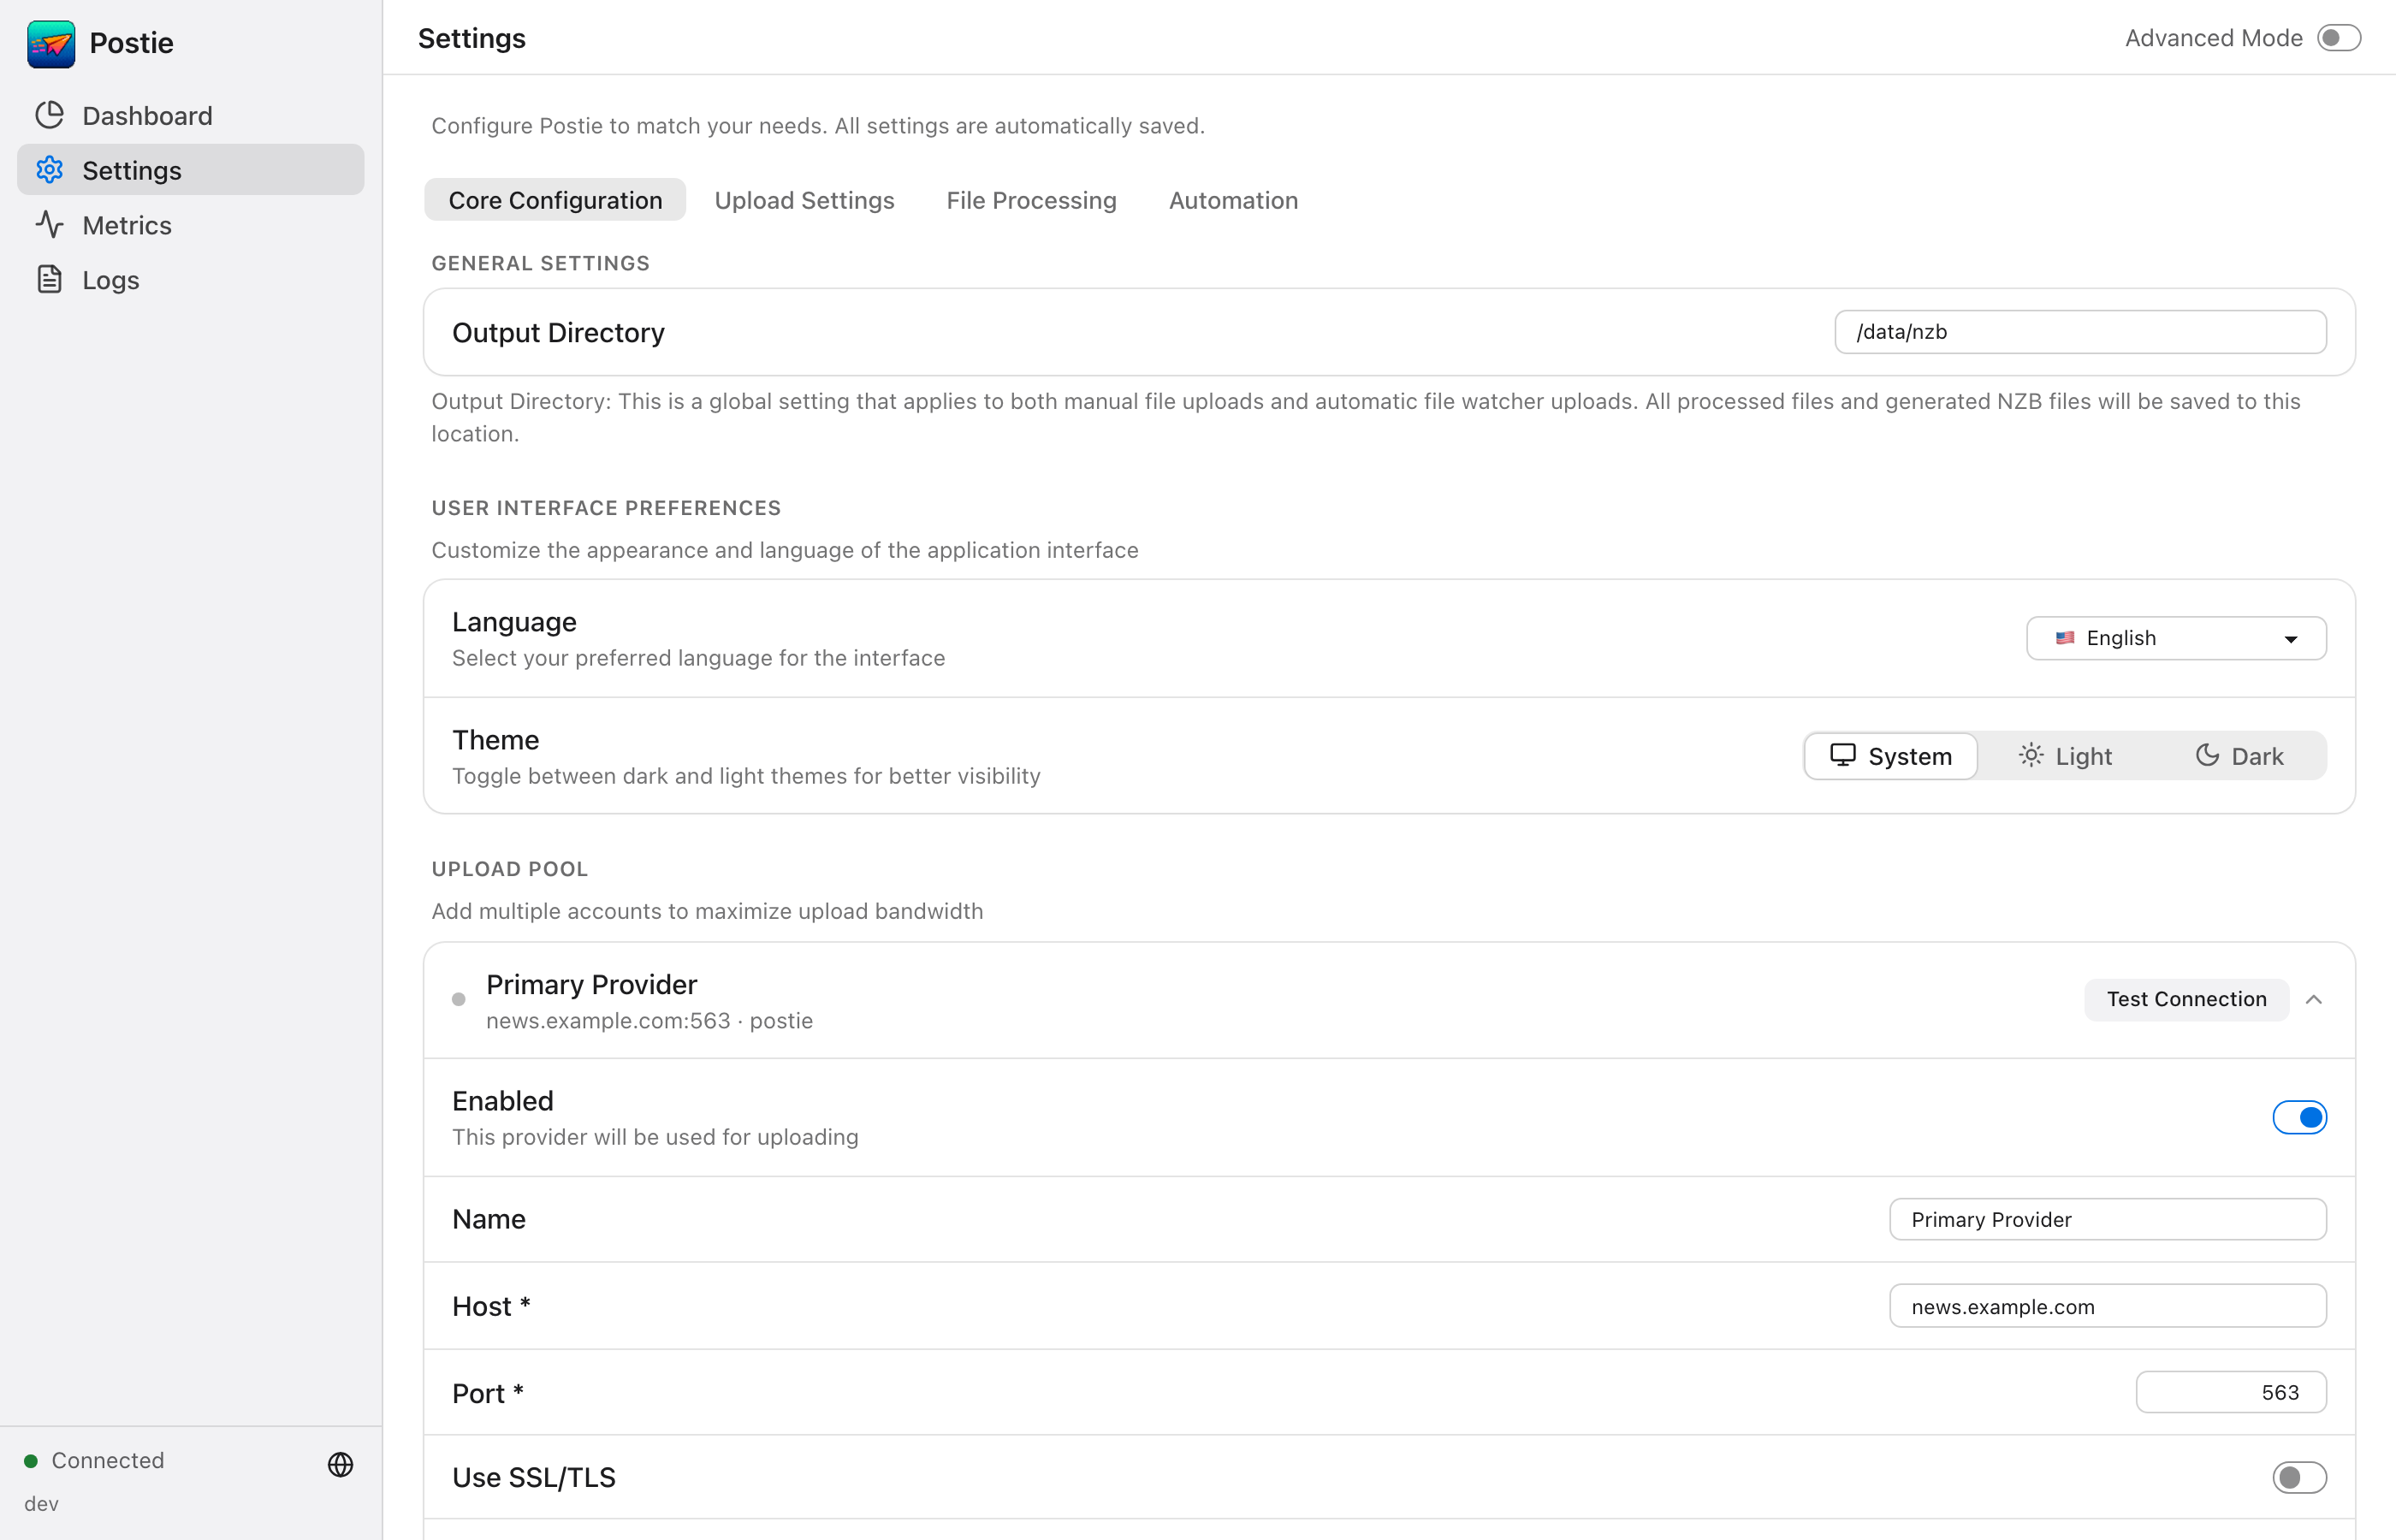 Postie
Dashboard
Settings
Metrics
Logs
Connected
dev
Settings
Advanced Mode
Configure Postie to match your needs. All settings are automatically saved.
Core Configuration
Upload Settings
File Processing
Automation
GENERAL SETTINGS
Output Directory
/data/nzb
Output Directory: This is a global setting that applies to both manual file uploads and automatic file watcher uploads. All processed files and generated NZB files will be saved to this
location.
USER INTERFACE PREFERENCES
Customize the appearance and language of the application interface
Language
Select your preferred language for the interface
English
Theme
Toggle between dark and light themes for better visibility
System
Light
Dark
UPLOAD POOL
Add multiple accounts to maximize upload bandwidth
Primary Provider
news.example.com:563 · postie
Test Connection
Enabled
This provider will be used for uploading
Name
Primary Provider
Host *
news.example.com
Port *
563
Use SSL/TLS